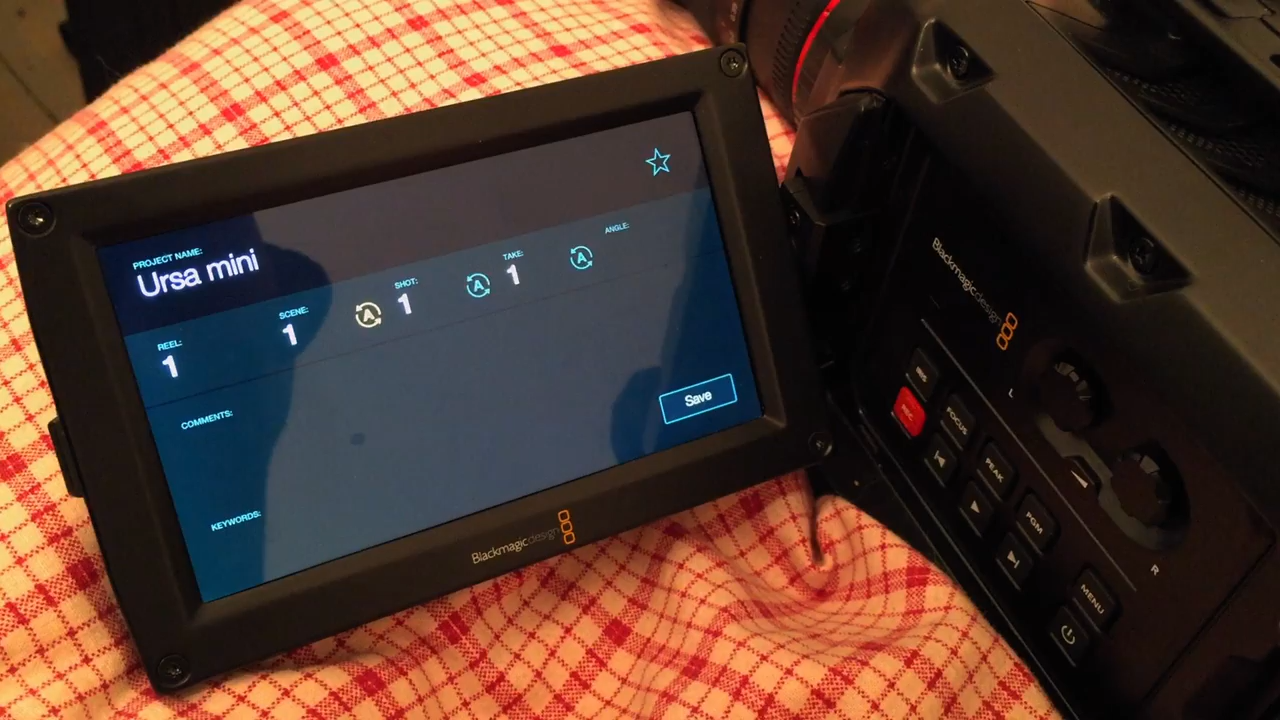 PROJECT NAME:
Ursa mini
REEL:
1
SCENE:
1
A
SHOT:
1
A
TAKE:
1
A
ANGLE:
COMMENTS:
Save
KEYWORDS:
Blackmagicdesign
Blackmagicdesign
L
REC
FOCUS
PEAK
PGM
R
MENU